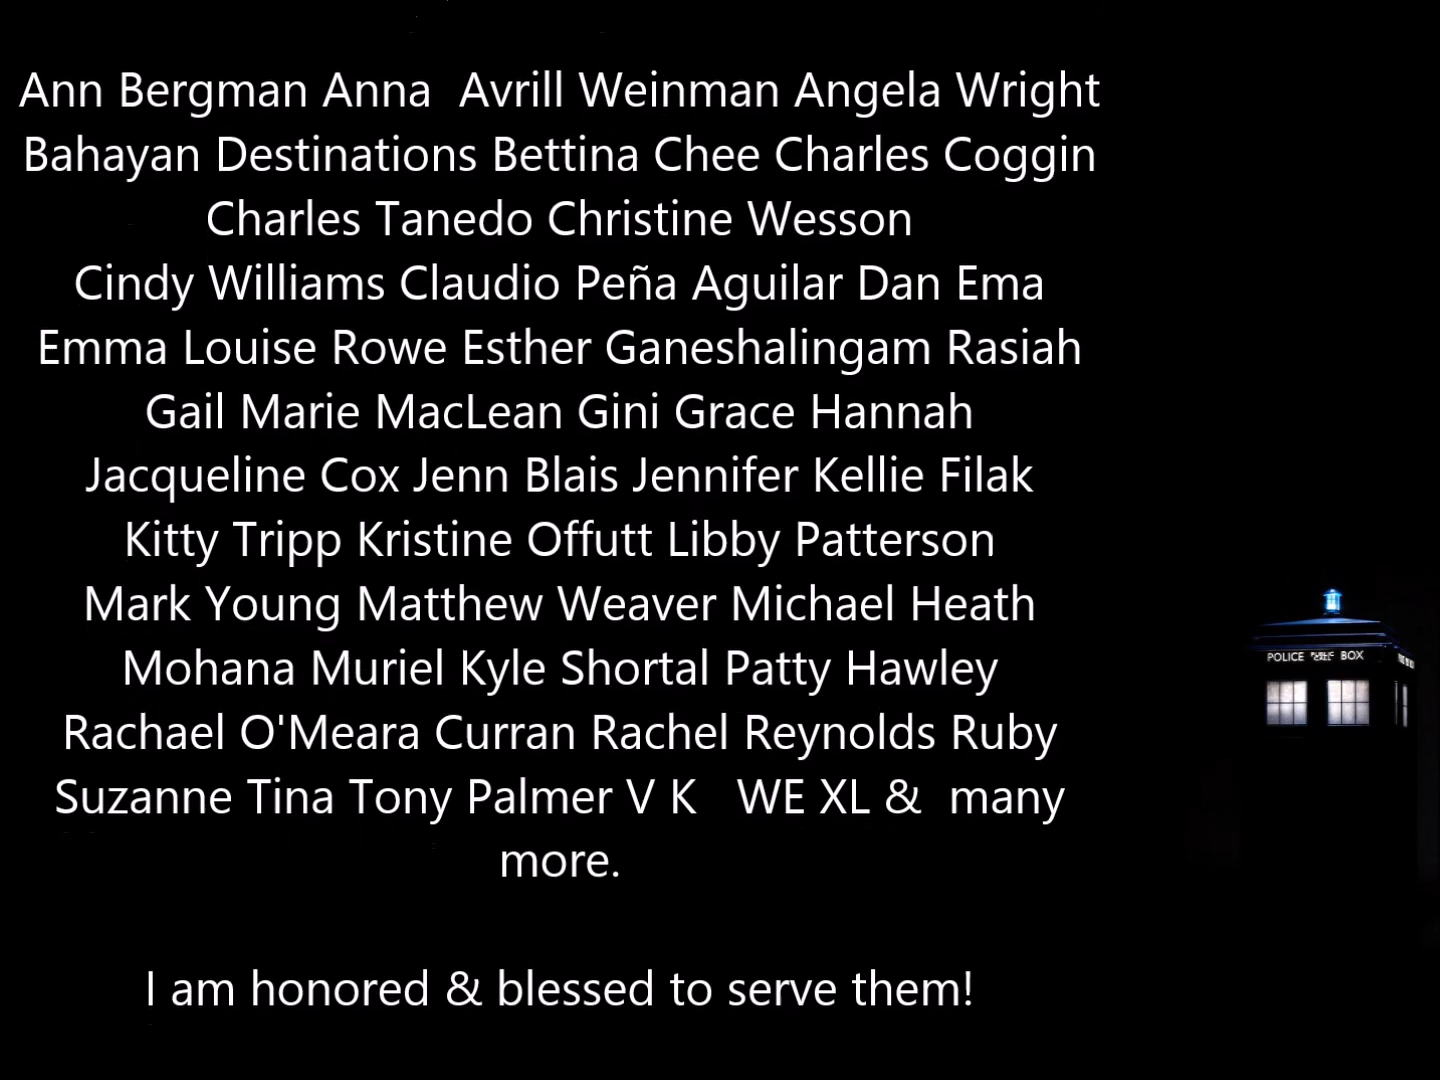 Ann Bergman Anna  Avrill Weinman Angela Wright
Bahayan Destinations Bettina Chee Charles Coggin
Charles Tanedo Christine Wesson
Cindy Williams Claudio Peña Aguilar Dan Ema
Emma Louise Rowe Esther Ganeshalingam Rasiah
Gail Marie MacLean Gini Grace Hannah
Jacqueline Cox Jenn Blais Jennifer Kellie Filak
Kitty Tripp Kristine Offutt Libby Patterson
Mark Young Matthew Weaver Michael Heath
Mohana Muriel Kyle Shortal Patty Hawley
Rachael O'Meara Curran Rachel Reynolds Ruby
Suzanne Tina Tony Palmer V K   WE XL &  many
more.
I am honored & blessed to serve them!
POLICE BOX